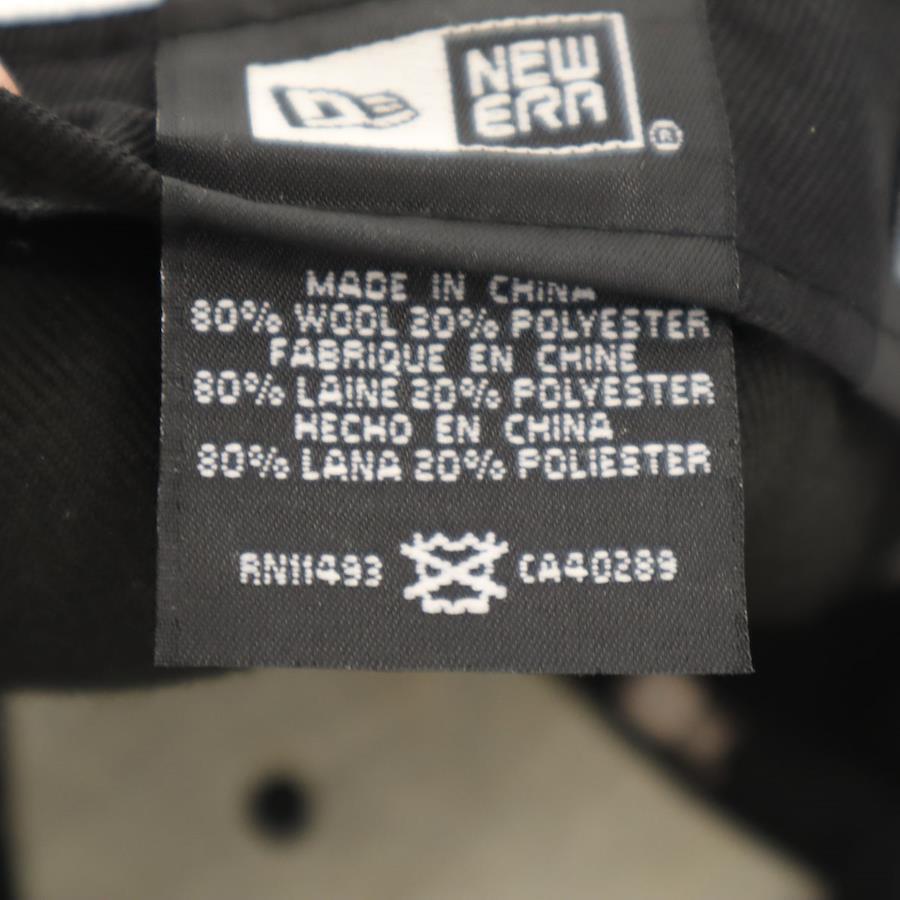 NEW
ERA
®
MADE IN CHINA
80% WOOL 20% POLYESTER
FABRIQUE EN CHINE
80% LAINE 20% POLYESTER
HECHO EN CHINA
80% LANA 20% POLIESTER
RN11493 CA40289